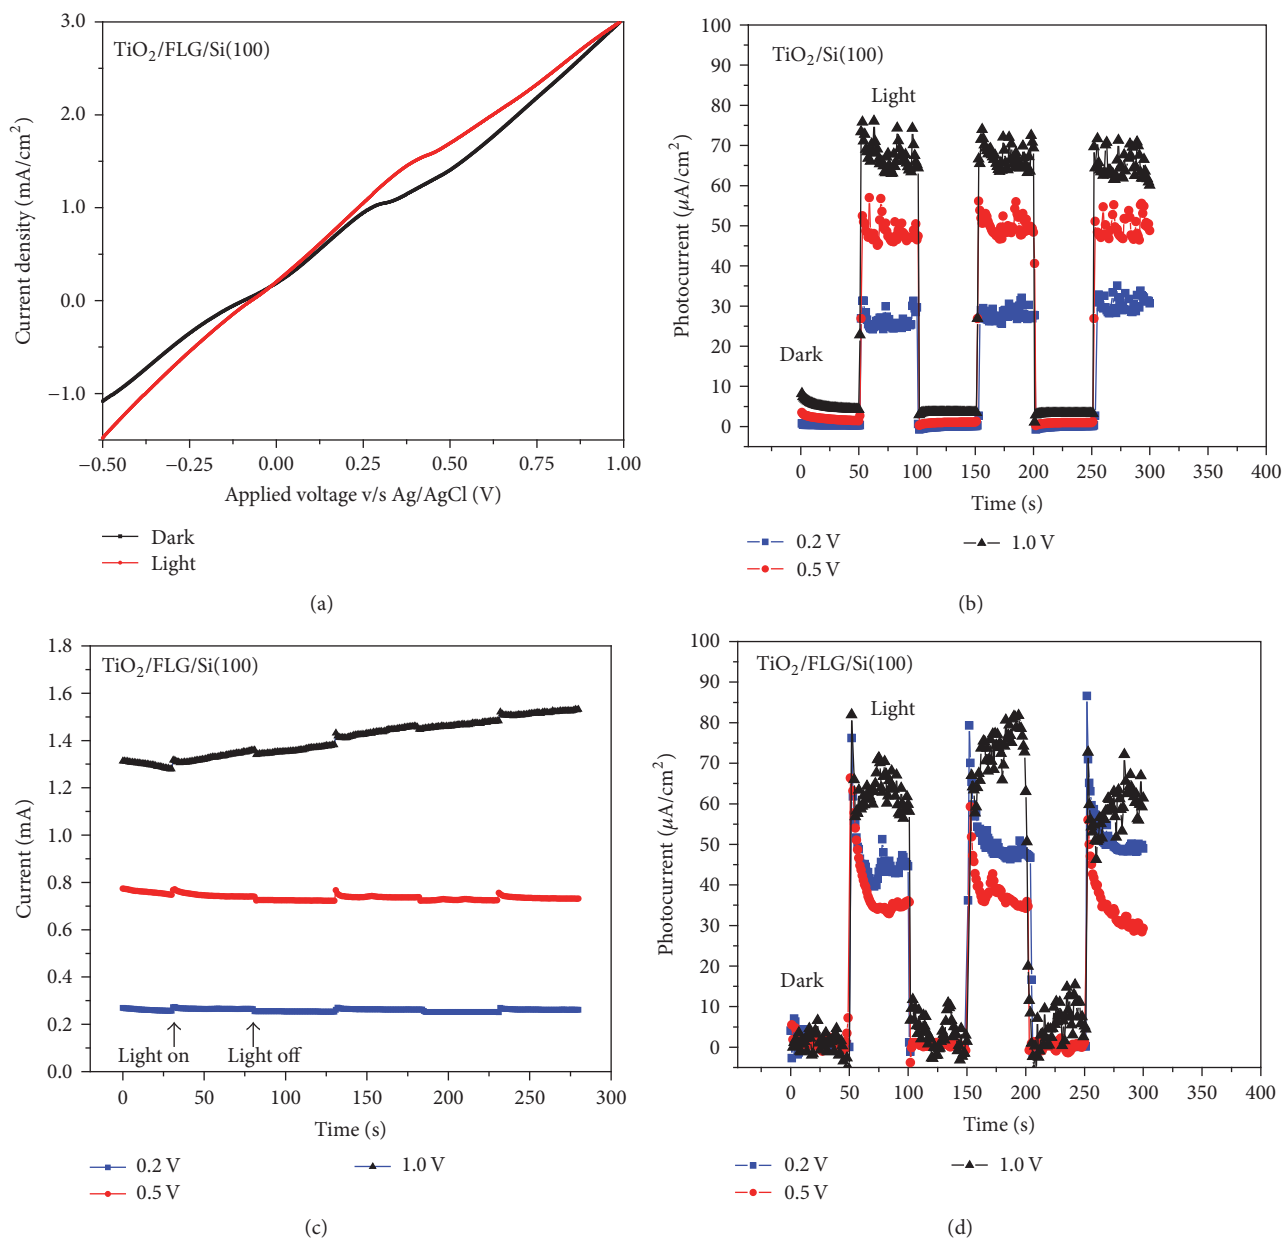 TiO₂/FLG/Si(100)
3.0
2.0
1.0
0.0
−1.0
Current density (mA/cm²)
−0.50
−0.25
0.00
0.25
0.50
0.75
1.00
Applied voltage v/s Ag/AgCl (V)
Dark
Light
(a)
TiO₂/Si(100)
100
90
80
70
60
50
40
30
20
10
0
Photocurrent (μA/cm²)
Light
Dark
0
50
100
150
200
250
300
350
400
Time (s)
0.2 V
1.0 V
0.5 V
(b)
TiO₂/FLG/Si(100)
1.8
1.6
1.4
1.2
1.0
0.8
0.6
0.4
0.2
0.0
Current (mA)
Light on
Light off
0
50
100
150
200
250
300
Time (s)
0.2 V
1.0 V
0.5 V
(c)
TiO₂/FLG/Si(100)
100
90
80
70
60
50
40
30
20
10
0
Photocurrent (μA/cm²)
Light
Dark
0
50
100
150
200
250
300
350
400
Time (s)
0.2 V
1.0 V
0.5 V
(d)